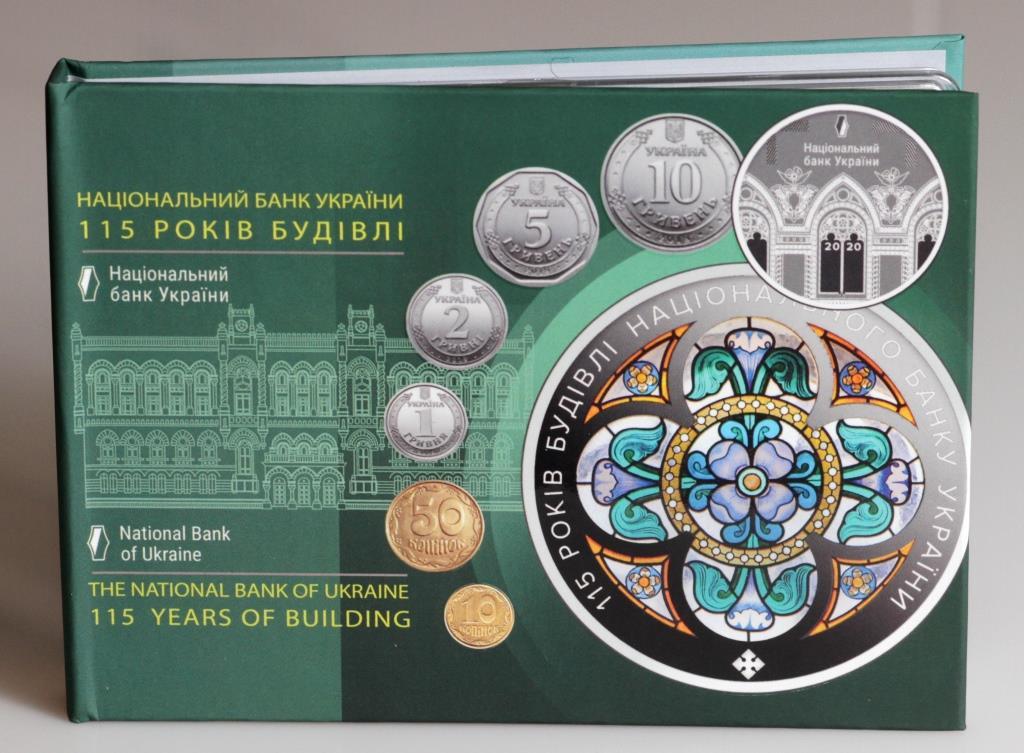 НАЦІОНАЛЬНИЙ БАНК УКРАЇНИ
115 РОКІВ БУДІВЛІ
Національний
банк України
National Bank
of Ukraine
THE NATIONAL BANK OF UKRAINE
115 YEARS OF BUILDING
УКРАЇНА
10
ГРИВЕНЬ
УКРАЇНА
5
ГРИВЕНЬ
УКРАЇНА
2
ГРИВНІ
УКРАЇНА
1
ГРИВНЯ
50
КОПІЙОК
10
КОПІЙОК
Національний
банк України
2020
115 РОКІВ БУДІВЛІ НАЦІОНАЛЬНОГО БАНКУ УКРАЇНИ